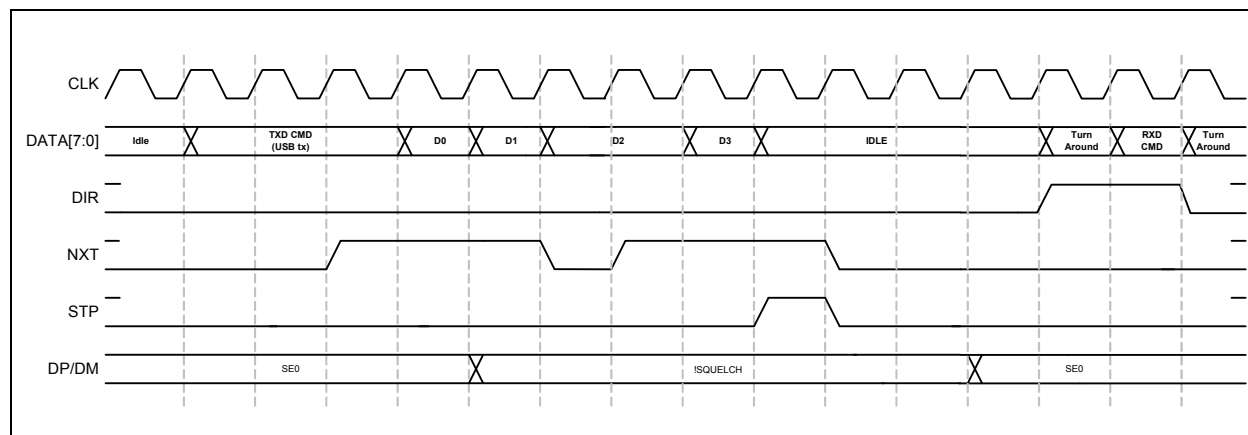 CLK
DATA[7:0]
Idle
TXD CMD
(USB tx)
D0
D1
D2
D3
IDLE
Turn
Around
RXD
CMD
Turn
Around
DIR
NXT
STP
DP/DM
SE0
!SQUELCH
SE0